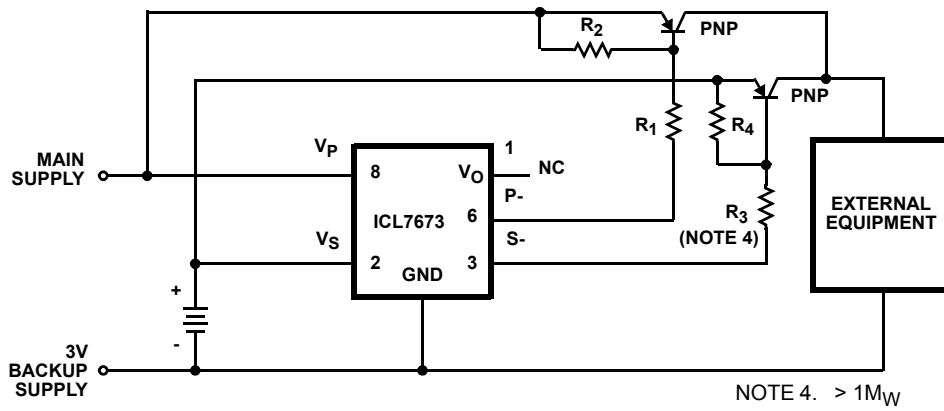 R2
PNP
PNP
R1
R4
MAIN
SUPPLY
VP
8
1
VO
NC
P-
6
ICL7673
S-
R3
(NOTE 4)
EXTERNAL
EQUIPMENT
VS
2
GND
3
+
-
3V
BACKUP
SUPPLY
NOTE 4. > 1MW